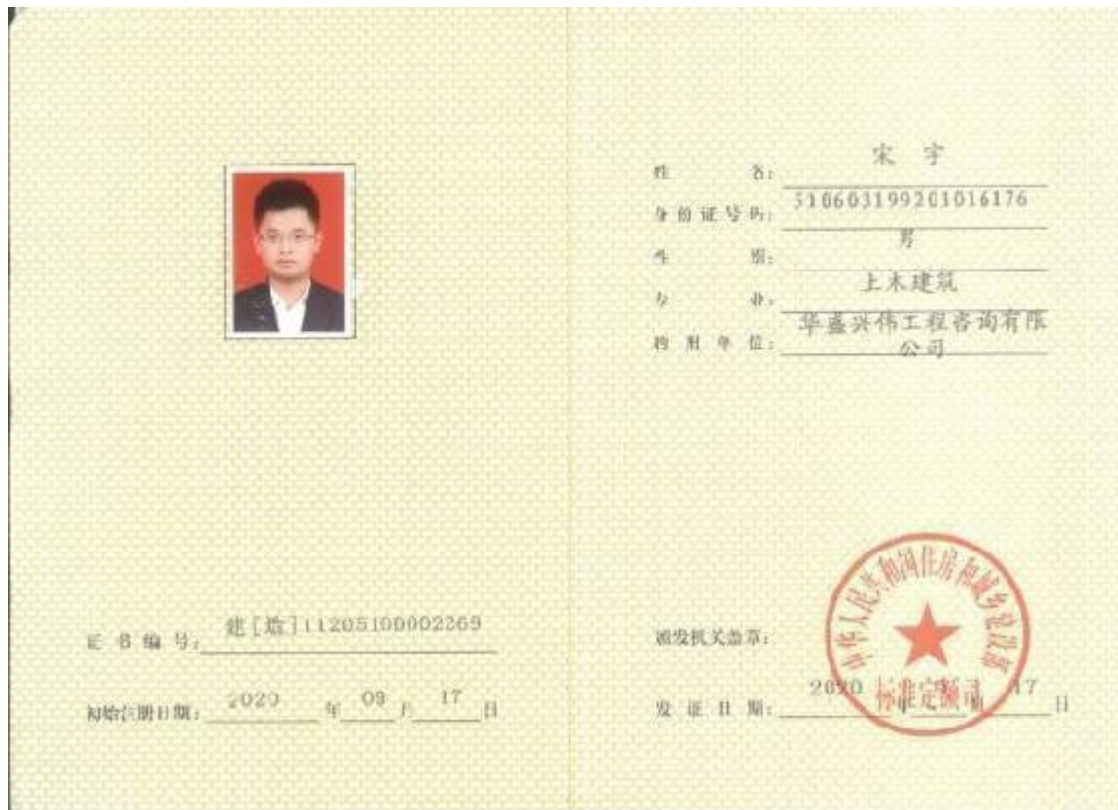 证书编号: 建[造]11205100002369
初始注册日期: 2020 年 09 月 17 日
姓名: 宋宇
身份证号码: 510603199201016176
性别: 男
专业: 土木建筑
聘用单位: 华盛兴伟工程咨询有限
公司
颁发机关盖章:
中华人民共和国住房和城乡建设部
标准定额司
发证日期: 2020 17 日